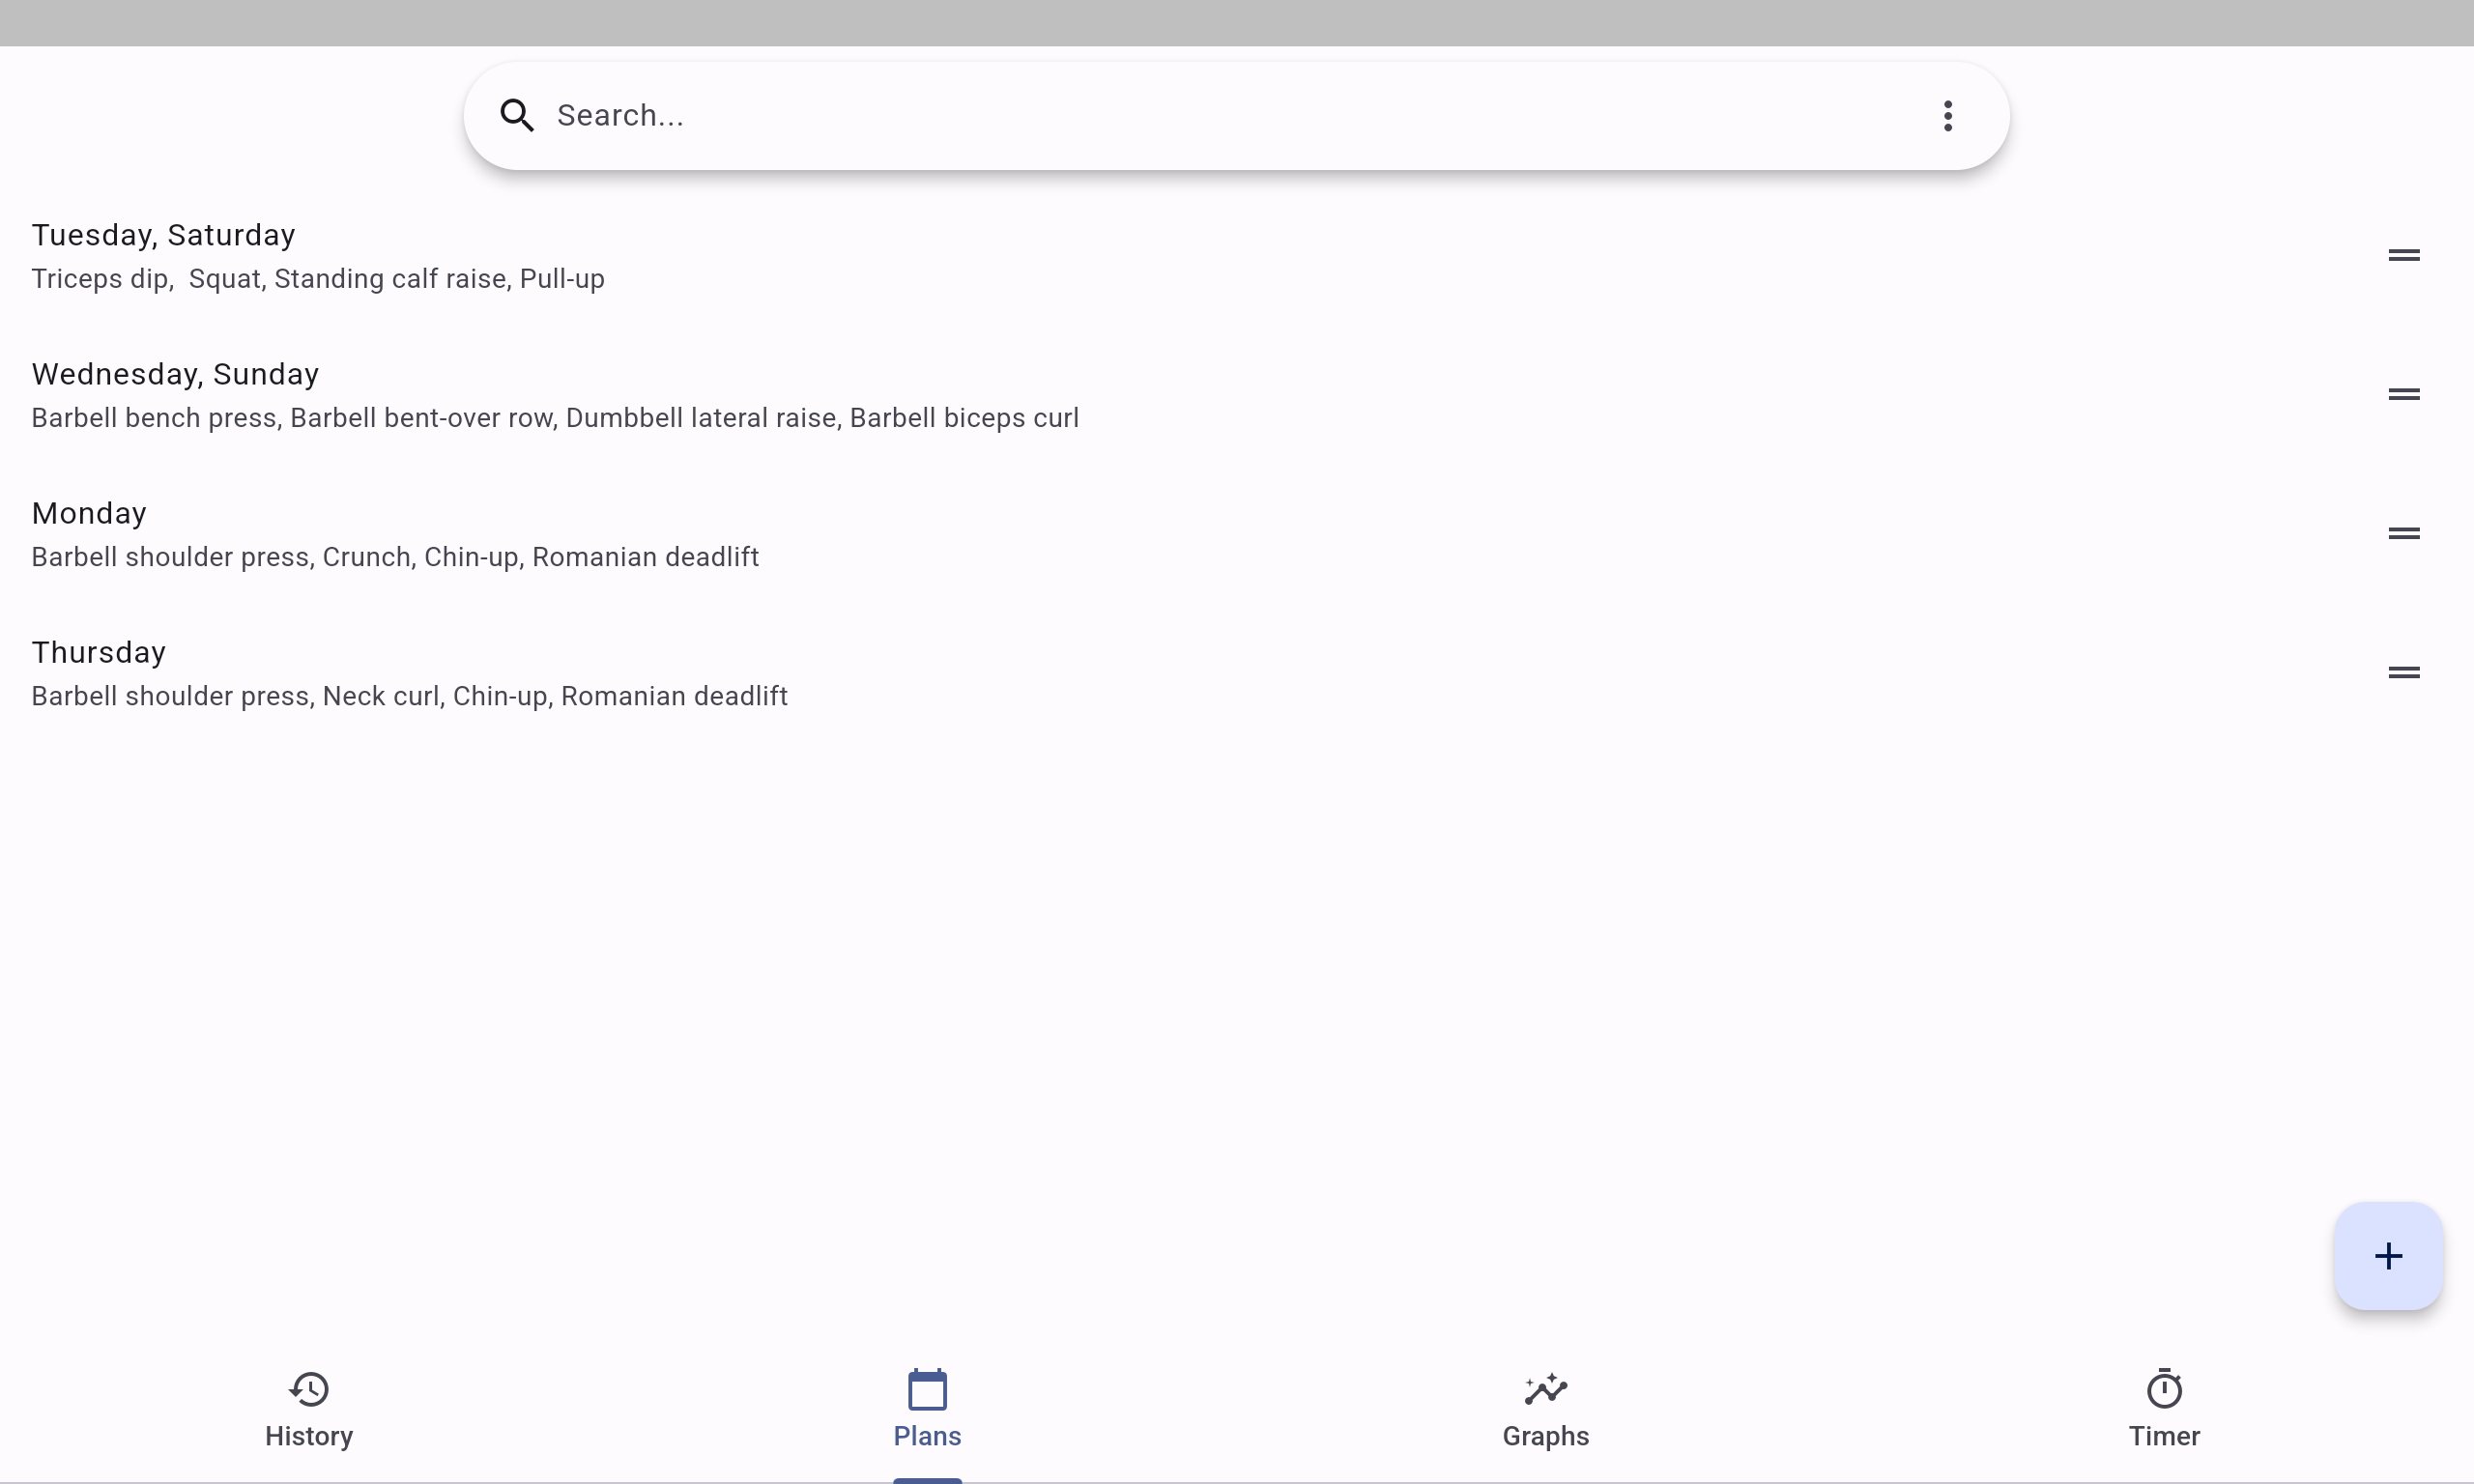 Search...
Tuesday, Saturday
Triceps dip,  Squat, Standing calf raise, Pull-up
Wednesday, Sunday
Barbell bench press, Barbell bent-over row, Dumbbell lateral raise, Barbell biceps curl
Monday
Barbell shoulder press, Crunch, Chin-up, Romanian deadlift
Thursday
Barbell shoulder press, Neck curl, Chin-up, Romanian deadlift
History
Plans
Graphs
Timer